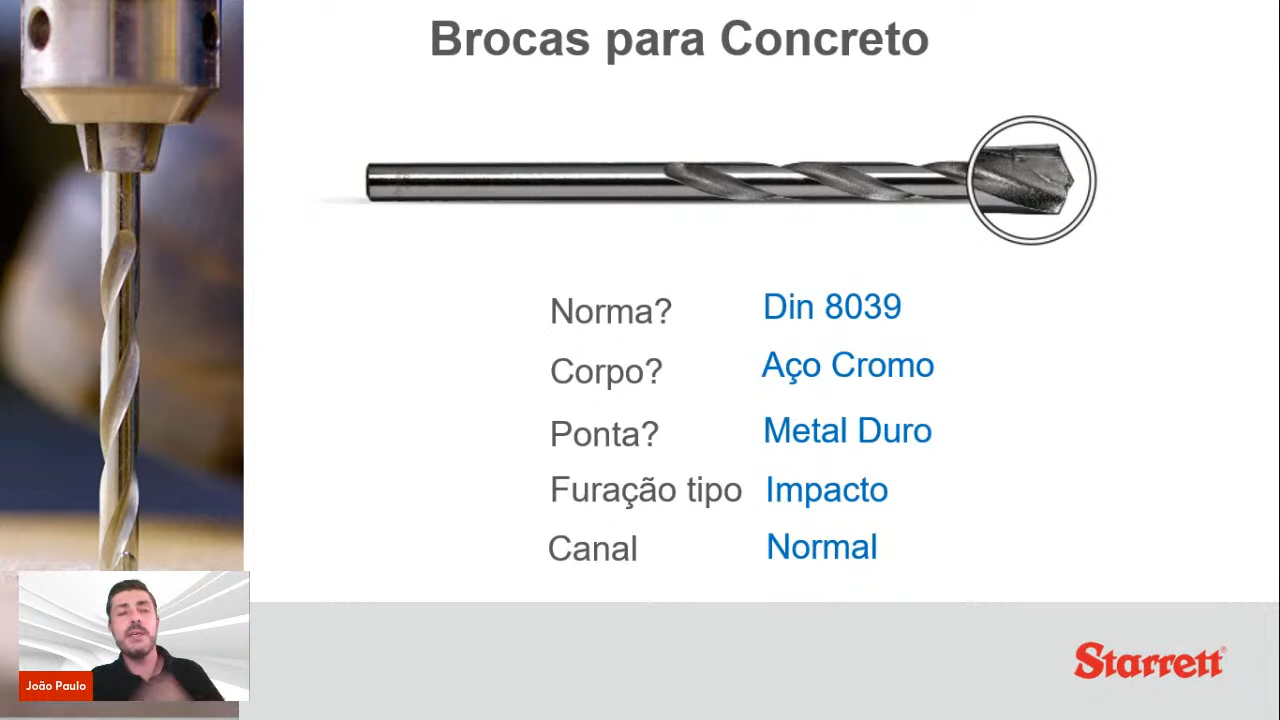 Brocas para Concreto
Norma? Din 8039
Corpo? Aço Cromo
Ponta? Metal Duro
Furação tipo Impacto
Canal Normal
João Paulo
Starrett®